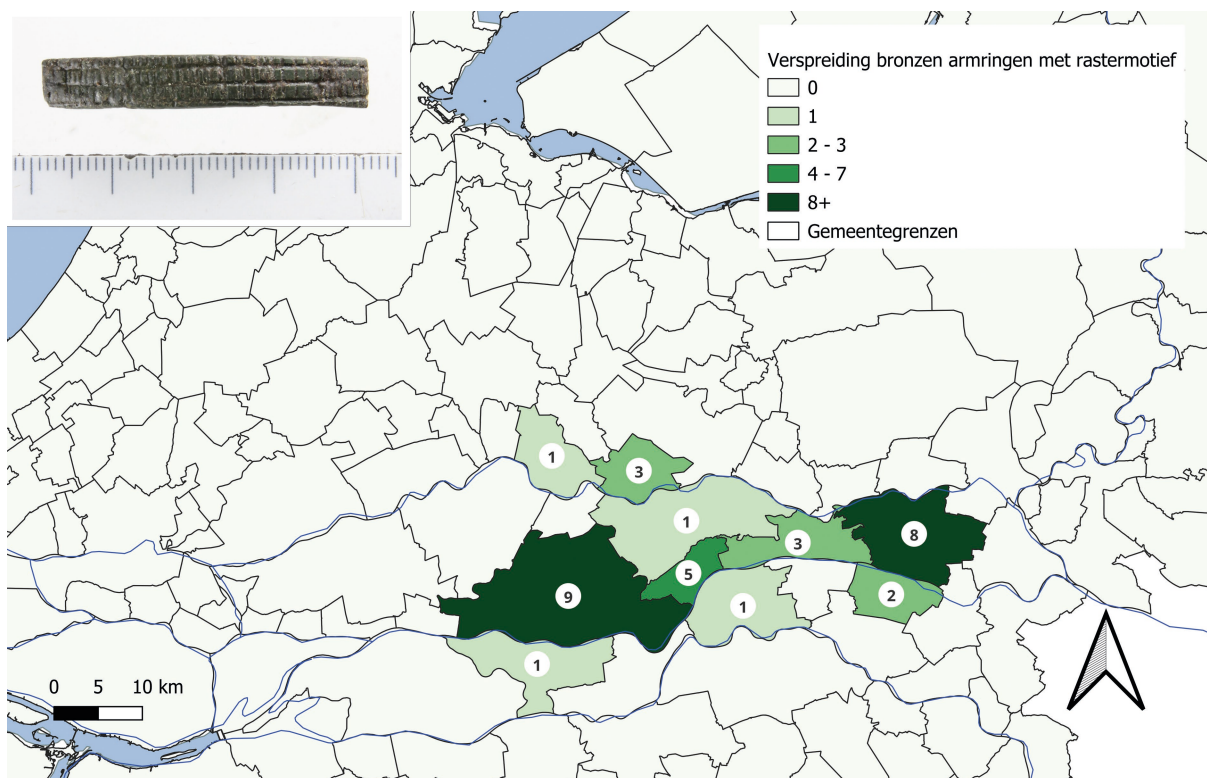 Verspreiding bronzen armringen met rastermotief
0
1
2 - 3
4 - 7
8+
Gemeentegrenzen
1
3
1
3
8
5
9
2
1
1
0 5 10 km